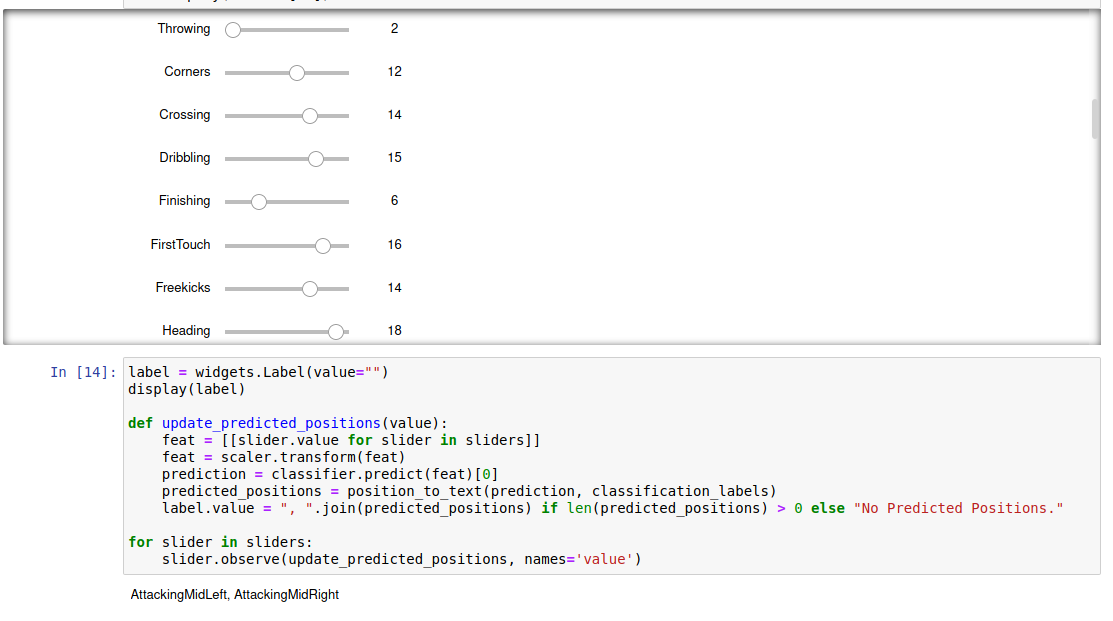 Throwing 2
Corners 12
Crossing 14
Dribbling 15
Finishing 6
FirstTouch 16
Freekicks 14
Heading 18
In [14]: label = widgets.Label(value="")
display(label)
def update_predicted_positions(value):
    feat = [[slider.value for slider in sliders]]
    feat = scaler.transform(feat)
    prediction = classifier.predict(feat)[0]
    predicted_positions = position_to_text(prediction, classification_labels)
    label.value = ", ".join(predicted_positions) if len(predicted_positions) > 0 else "No Predicted Positions."
for slider in sliders:
    slider.observe(update_predicted_positions, names='value')
AttackingMidLeft, AttackingMidRight